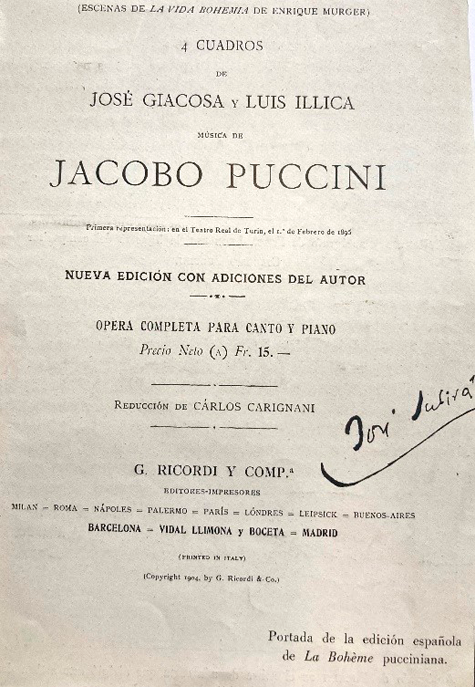 (ESCENAS DE LA VIDA BOHEMIA DE ENRIQUE MURGER)
4 CUADROS
DE
JOSÉ GIACOSA Y LUIS ILLICA
MÚSICA DE
JACOBO PUCCINI
Primera representación: en el Teatro Real de Turin, el 1.º de Febrero de 1896
NUEVA EDICIÓN CON ADICIONES DEL AUTOR
OPERA COMPLETA PARA CANTO Y PIANO
Precio Neto (A) Fr. 15. —
REDUCCIÓN DE CÁRLOS CARIGNANI
José
G. RICORDI Y COMP.ª
EDITORES-IMPRESORES
MILAN = ROMA = NÁPOLES = PALERMO = PARÍS = LÓNDRES = LEIPSICK = BUENOS-AIRES
BARCELONA = VIDAL LLIMONA y BOCETA = MADRID
(PRINTED IN ITALY)
(Copyright 1904, by G. Ricordi & Co.)
Portada de la edición española
de La Bohème pucciniana.